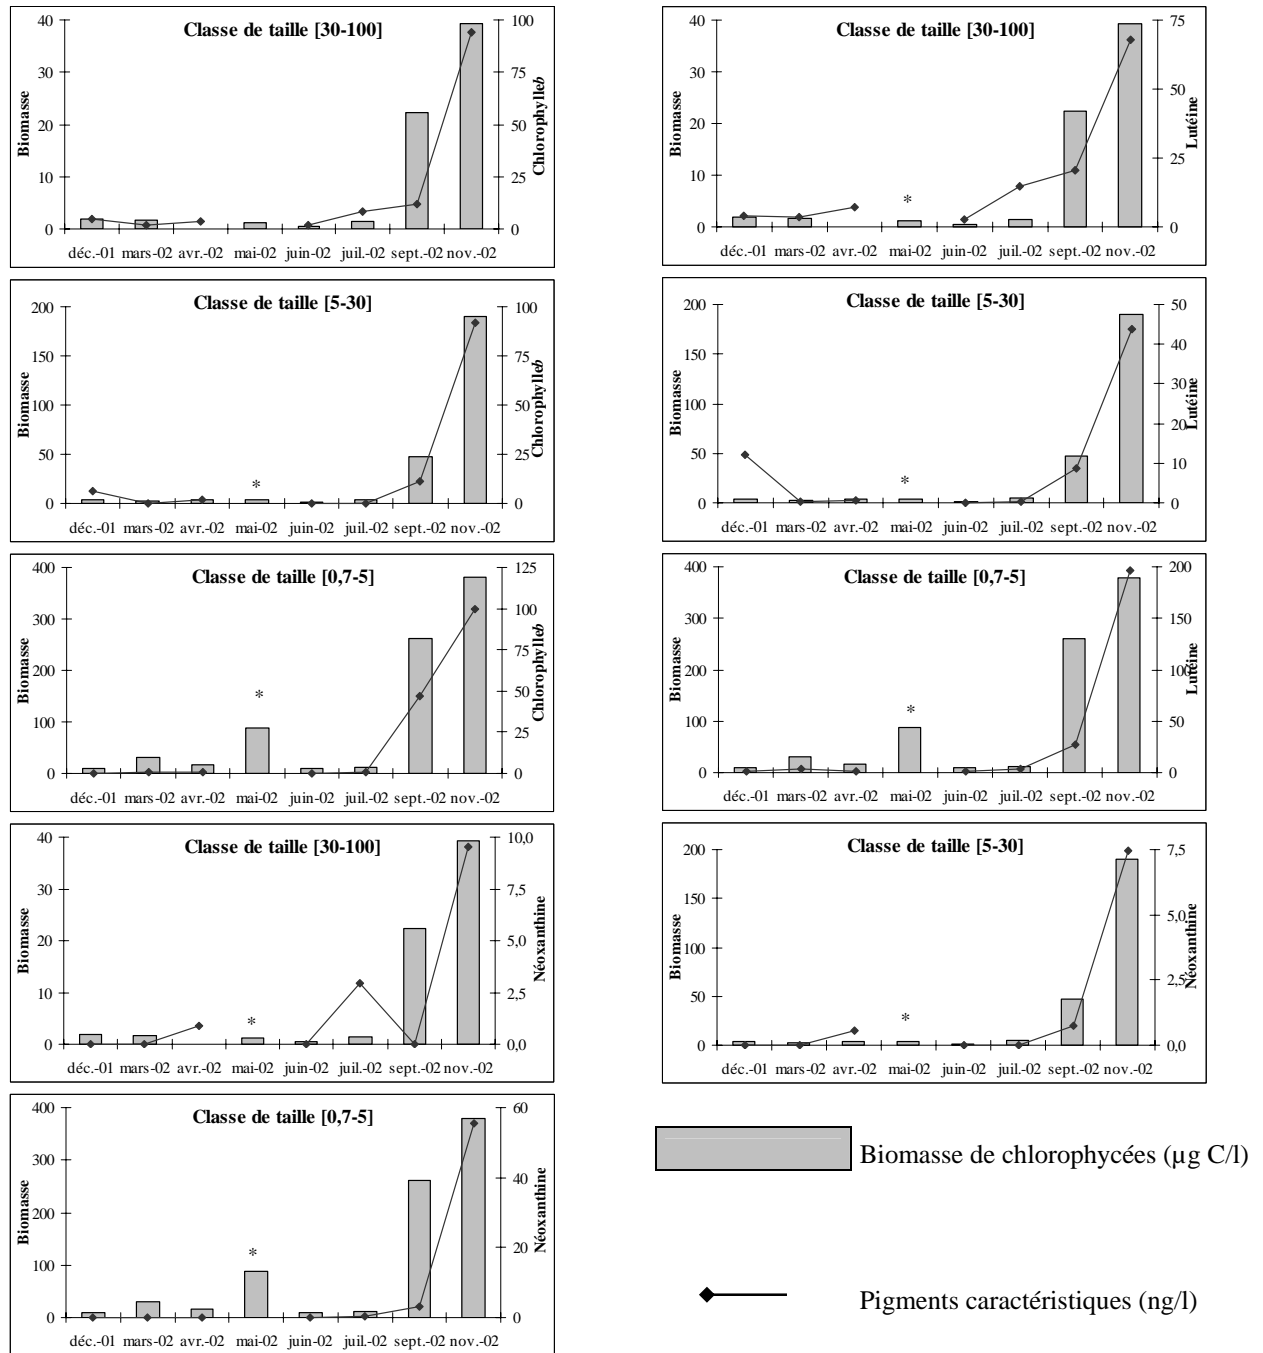 Classe de taille [30-100]
Biomasse
40
30
20
10
0
100
75
50
25
0
Chlorophylleb
déc.-01 mars-02 avr.-02 mai-02 juin-02 juil.-02 sept.-02 nov.-02
Classe de taille [30-100]
Biomasse
40
30
20
10
0
75
50
25
0
Lutéine
*
déc.-01 mars-02 avr.-02 mai-02 juin-02 juil.-02 sept.-02 nov.-02
Classe de taille [5-30]
Biomasse
200
150
100
50
0
100
75
50
25
0
Chlorophylleb
*
déc.-01 mars-02 avr.-02 mai-02 juin-02 juil.-02 sept.-02 nov.-02
Classe de taille [5-30]
Biomasse
200
150
100
50
0
50
40
30
20
10
0
Lutéine
*
déc.-01 mars-02 avr.-02 mai-02 juin-02 juil.-02 sept.-02 nov.-02
Classe de taille [0,7-5]
Biomasse
400
300
200
100
0
125
100
75
50
25
0
Chlorophylleb
*
déc.-01 mars-02 avr.-02 mai-02 juin-02 juil.-02 sept.-02 nov.-02
Classe de taille [0,7-5]
Biomasse
400
300
200
100
0
200
150
100
50
0
Lutéine
*
déc.-01 mars-02 avr.-02 mai-02 juin-02 juil.-02 sept.-02 nov.-02
Classe de taille [30-100]
Biomasse
40
30
20
10
0
10,0
7,5
5,0
2,5
0,0
Néoxanthine
*
déc.-01 mars-02 avr.-02 mai-02 juin-02 juil.-02 sept.-02 nov.-02
Classe de taille [5-30]
Biomasse
200
150
100
50
0
7,5
5,0
2,5
0,0
Néoxanthine
*
déc.-01 mars-02 avr.-02 mai-02 juin-02 juil.-02 sept.-02 nov.-02
Classe de taille [0,7-5]
Biomasse
400
300
200
100
0
60
40
20
0
Néoxanthine
*
déc.-01 mars-02 avr.-02 mai-02 juin-02 juil.-02 sept.-02 nov.-02
Biomasse de chlorophycées (µg C/l)
Pigments caractéristiques (ng/l)